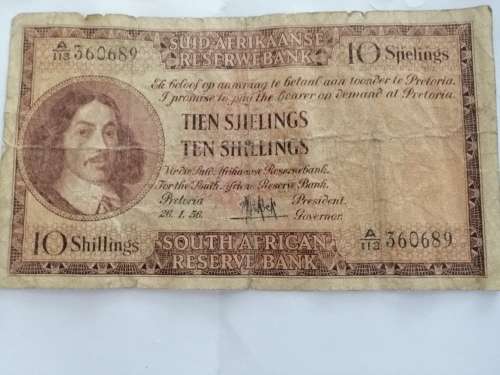 SUID-AFRIKAANSE
RESERWEBANK
A/113 360689
10 Sjielings
Ek beloof op aanvraag te betaal aan toonder te Pretoria.
I promise to pay the bearer on demand at Pretoria.
TIEN SJIELINGS
TEN SHILLINGS
Vir die Suid-Afrikaanse Reserwebank.
For the South African Reserve Bank.
Pretoria
President.
26.1.56.
Governor.
10 Shillings
SOUTH AFRICAN
RESERVE BANK
A/113 360689